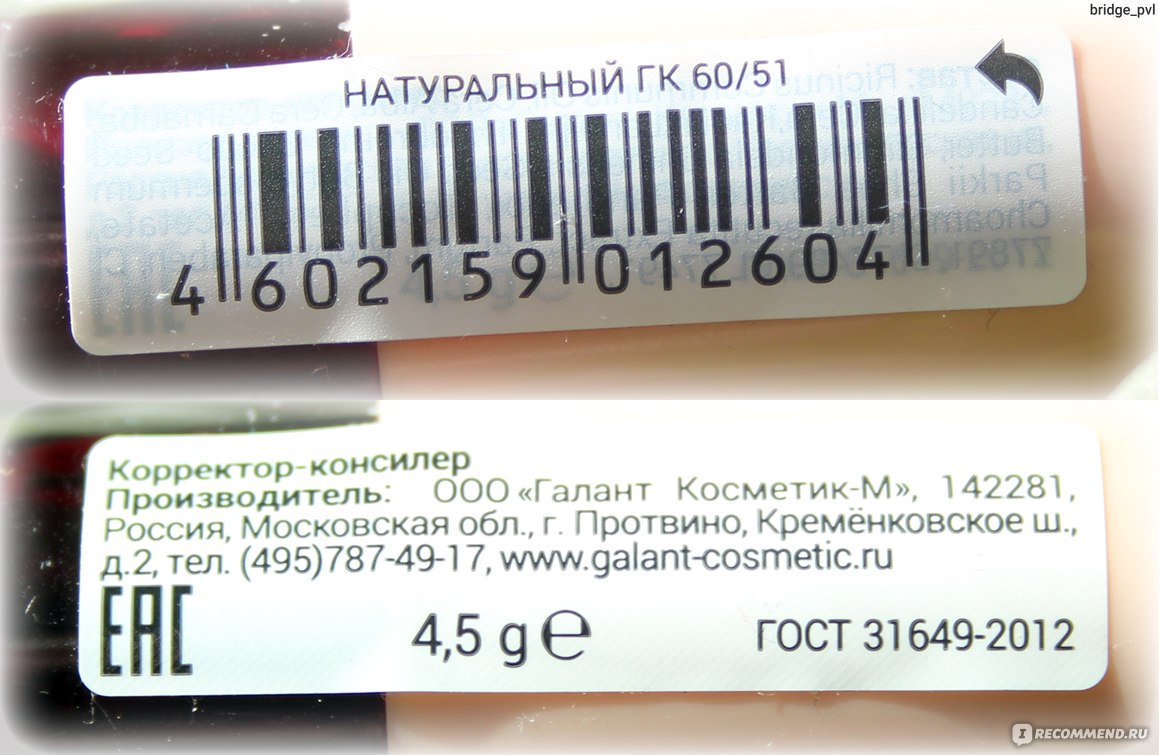 bridge_pvl
НАТУРАЛЬНЫЙ ГК 60/51
4 602159 012604
Корректор-консилер
Производитель: ООО «Галант Косметик-М», 142281,
Россия, Московская обл., г. Протвино, Кремёнковское ш.,
д.2, тел. (495)787-49-17, www.galant-cosmetic.ru
EAC
4,5 g ℮
ГОСТ 31649-2012
IRECOMMEND.RU